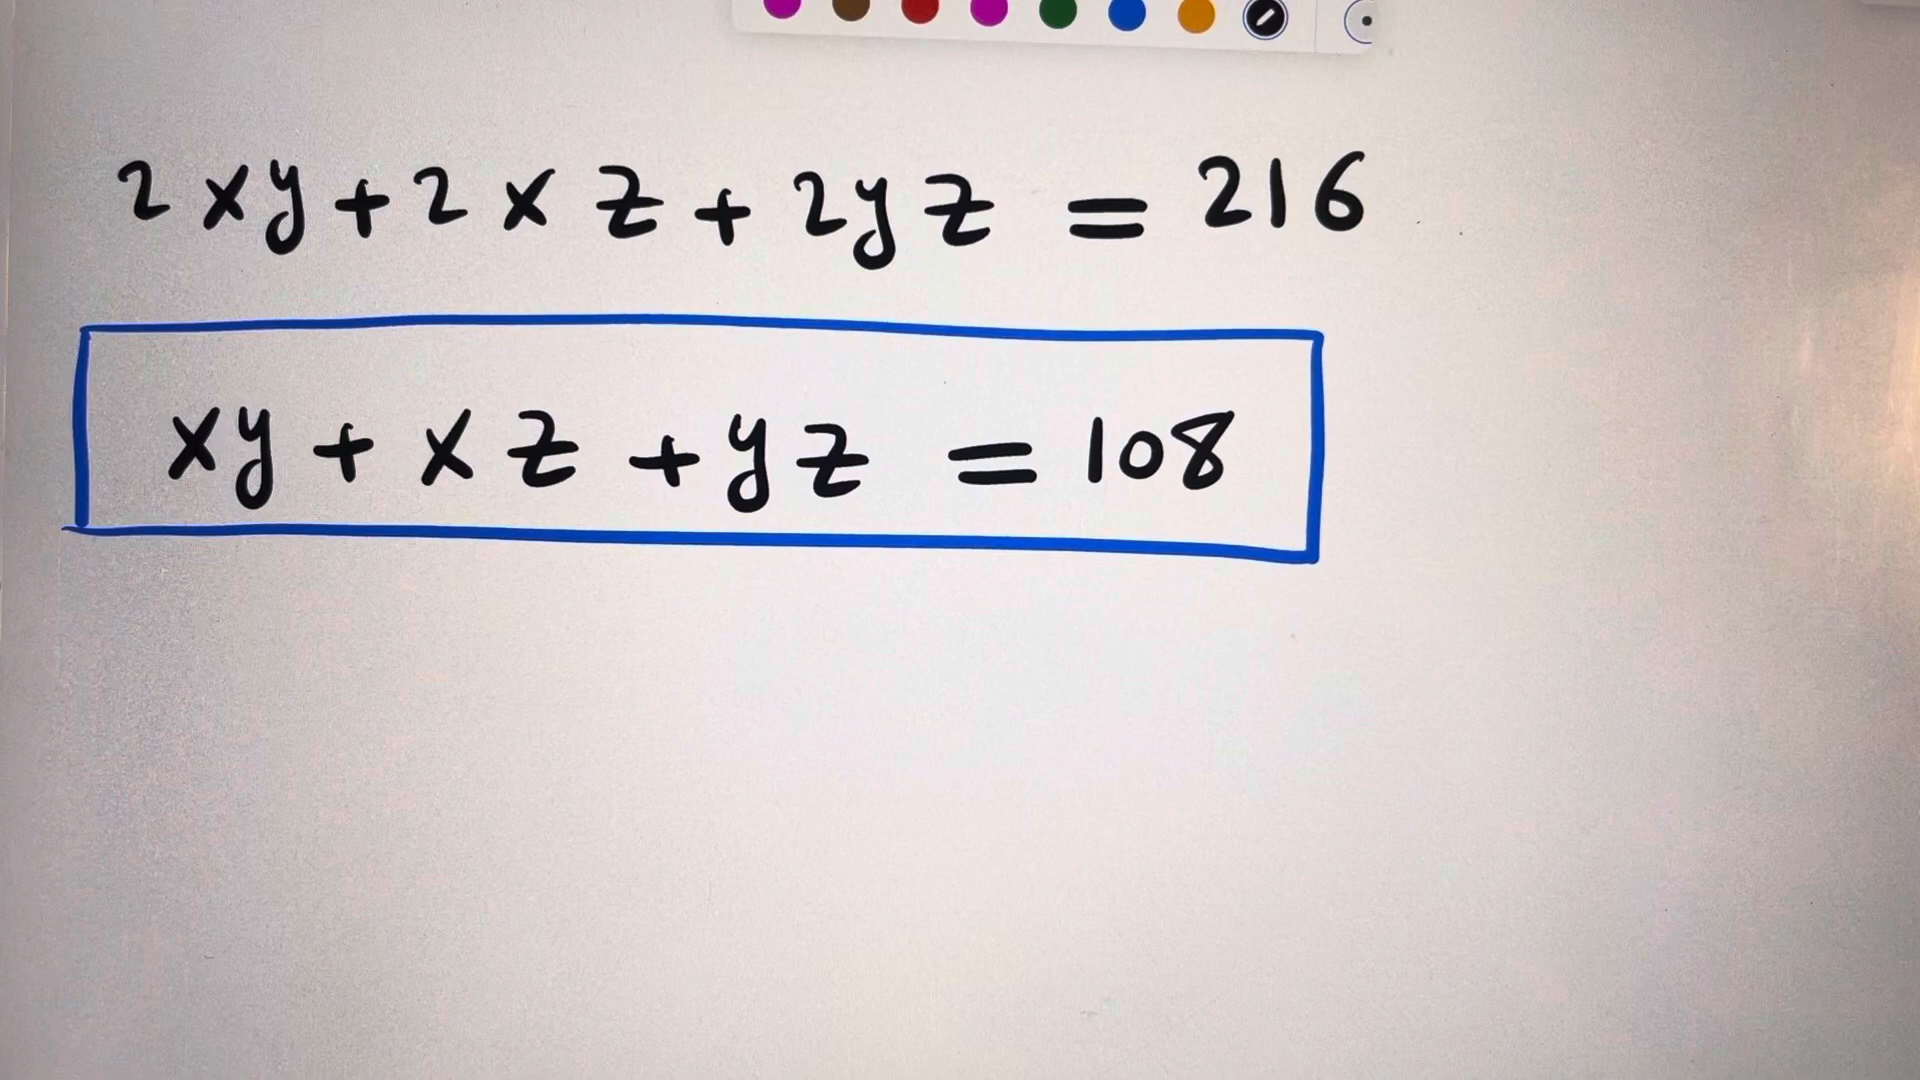 2xy+2xz+2yz = 216
xy+xz+yz = 108